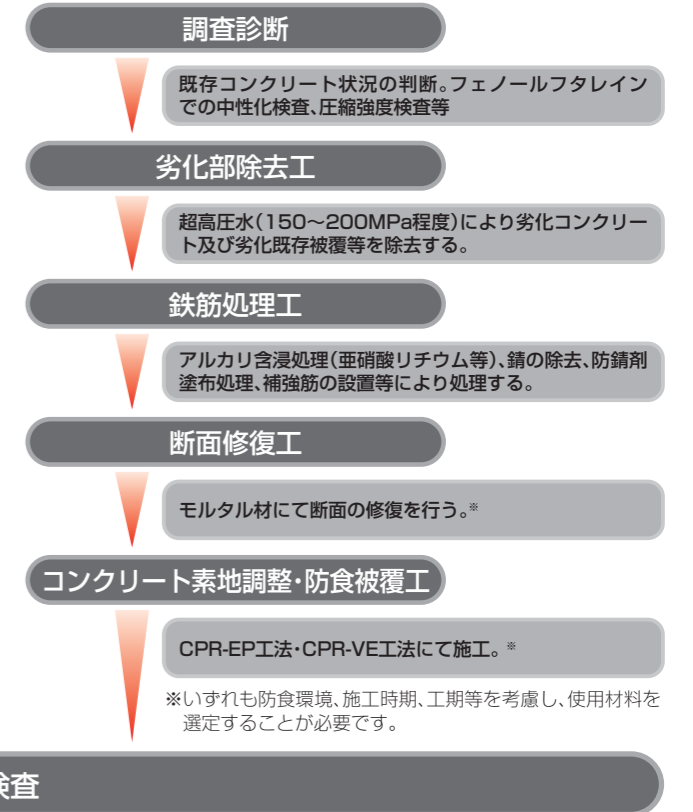 調査診断
既存コンクリート状況の判断。フェノールフタレイン
での中性化検査、圧縮強度検査等
劣化部除去工
超高圧水（150〜200MPa程度）により劣化コンクリー
ト及び劣化既存被覆等を除去する。
鉄筋処理工
アルカリ含浸処理（亜硝酸リチウム等）、錆の除去、防錆剤
塗布処理、補強筋の設置等により処理する。
断面修復工
モルタル材にて断面の修復を行う。※
コンクリート素地調整・防食被覆工
CPR-EP工法・CPR-VE工法にて施工。※
※いずれも防食環境、施工時期、工期等を考慮し、使用材料を
選定することが必要です。
査